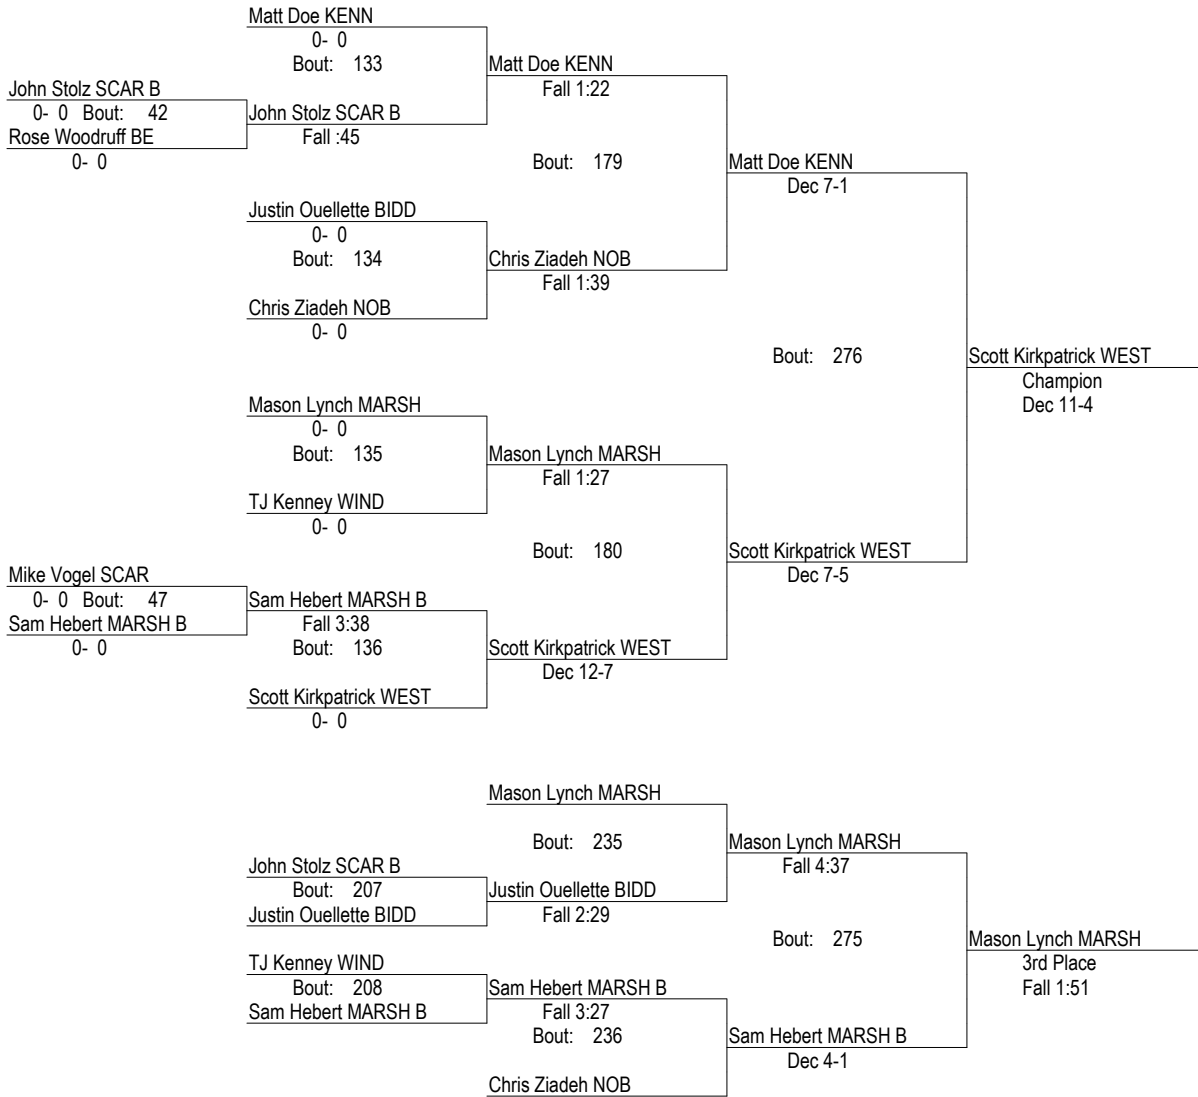 Matt Doe KENN
0- 0
Bout: 133
Matt Doe KENN
Fall 1:22
John Stolz SCAR B
0- 0 Bout: 42
John Stolz SCAR B
Rose Woodruff BE
Fall :45
0- 0
Bout: 179
Matt Doe KENN
Dec 7-1
Justin Ouellette BIDD
0- 0
Bout: 134
Chris Ziadeh NOB
Fall 1:39
Chris Ziadeh NOB
0- 0
Bout: 276
Scott Kirkpatrick WEST
Champion
Dec 11-4
Mason Lynch MARSH
0- 0
Bout: 135
Mason Lynch MARSH
Fall 1:27
TJ Kenney WIND
0- 0
Bout: 180
Scott Kirkpatrick WEST
Dec 7-5
Mike Vogel SCAR
0- 0 Bout: 47
Sam Hebert MARSH B
Sam Hebert MARSH B
Fall 3:38
0- 0
Bout: 136
Scott Kirkpatrick WEST
Dec 12-7
Scott Kirkpatrick WEST
0- 0
Mason Lynch MARSH
Bout: 235
Mason Lynch MARSH
Fall 4:37
John Stolz SCAR B
Bout: 207
Justin Ouellette BIDD
Justin Ouellette BIDD
Fall 2:29
Bout: 275
Mason Lynch MARSH
3rd Place
Fall 1:51
TJ Kenney WIND
Bout: 208
Sam Hebert MARSH B
Sam Hebert MARSH B
Fall 3:27
Bout: 236
Sam Hebert MARSH B
Dec 4-1
Chris Ziadeh NOB